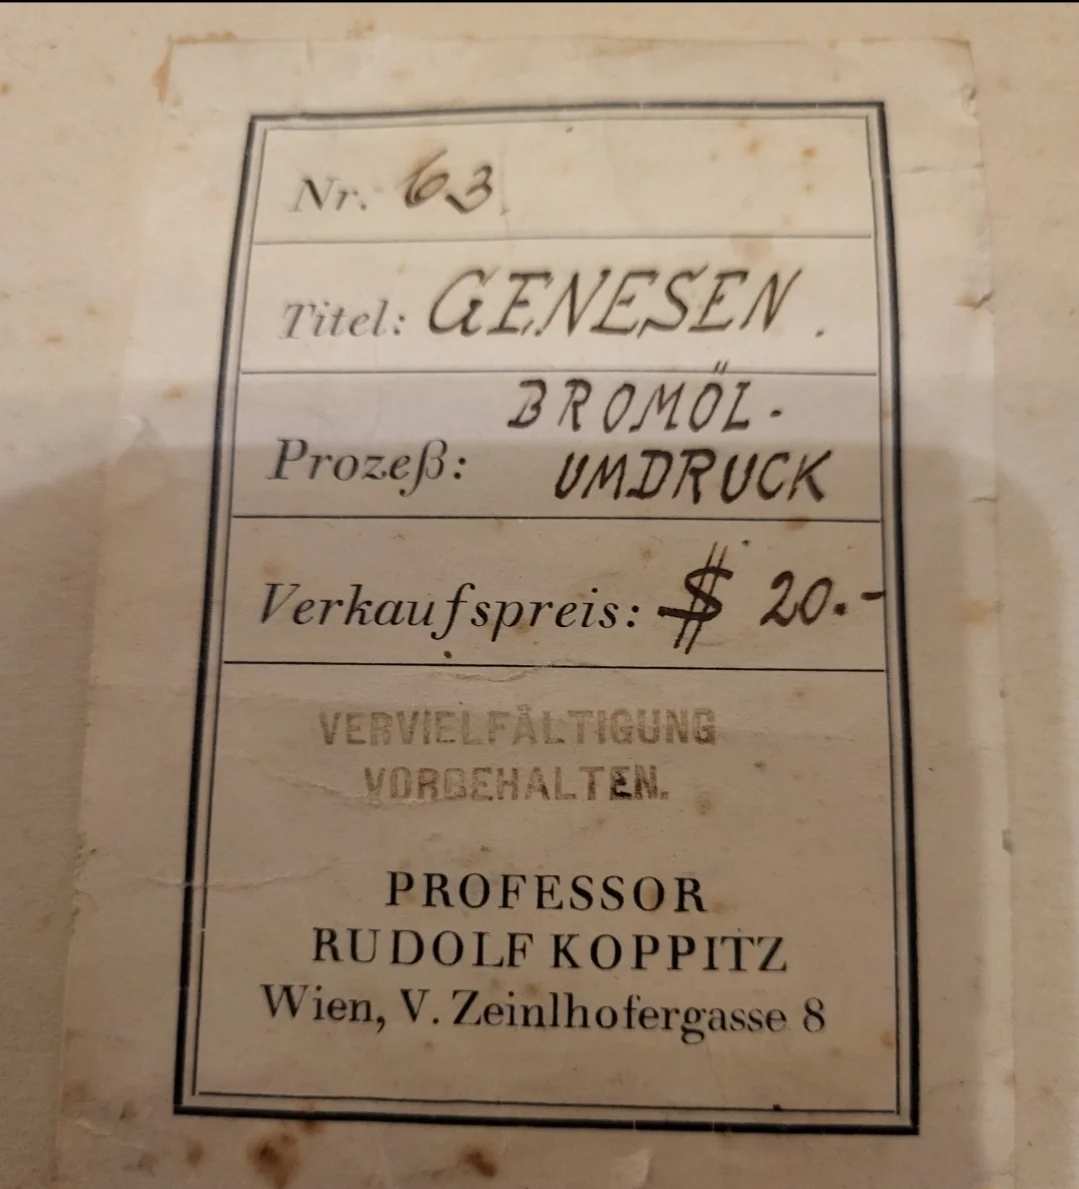 Nr. 63
Titel: GENESEN.
BROMÖL-
Prozeß: UMDRUCK
Verkaufspreis: $ 20.-
VERVIELFÄLTIGUNG
VORBEHALTEN.
PROFESSOR
RUDOLF KOPPITZ
Wien, V. Zeinlhofergasse 8